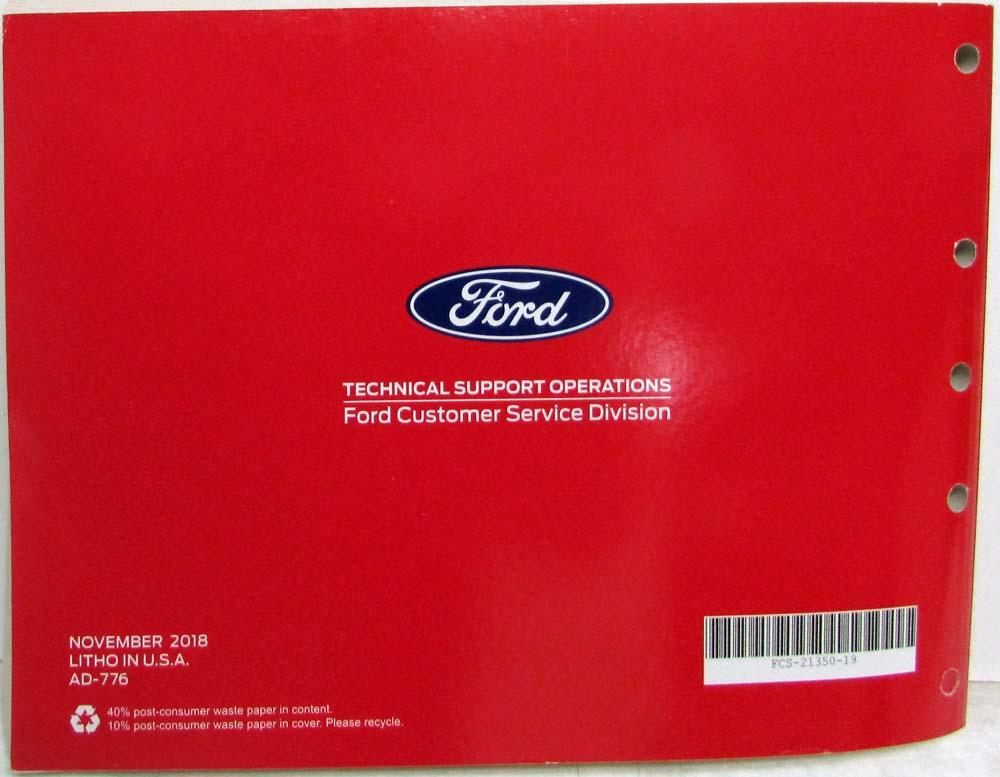 Ford
TECHNICAL SUPPORT OPERATIONS
Ford Customer Service Division
NOVEMBER 2018
LITHO IN U.S.A.
AD-776
40% post-consumer waste paper in content.
10% post-consumer waste paper in cover. Please recycle.
FCS-21350-19